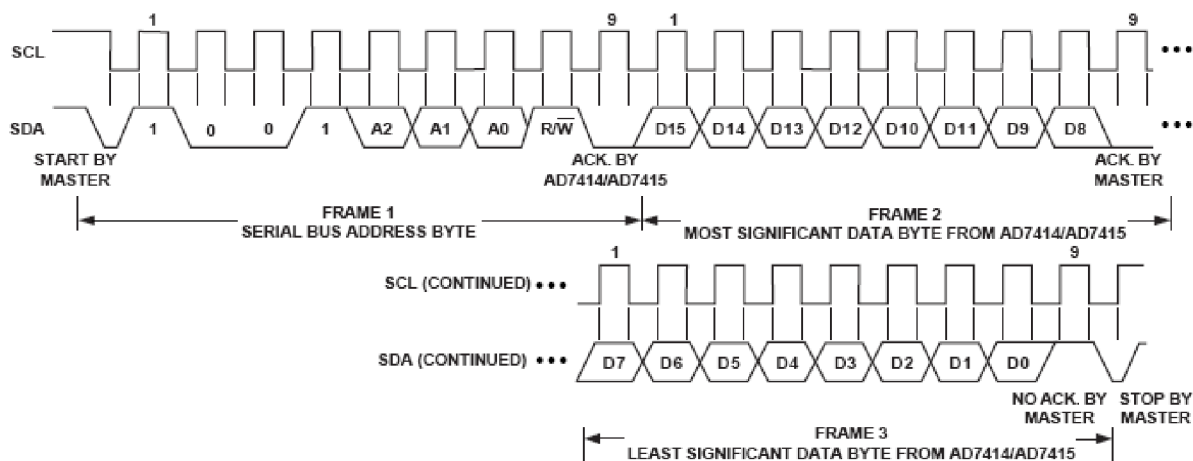 1 9 1 9
SCL •••
SDA 1 0 0 1 A2 A1 A0 R/W̅ D15 D14 D13 D12 D10 D11 D9 D8 •••
START BY ACK. BY ACK. BY
MASTER AD7414/AD7415 MASTER
FRAME 1 FRAME 2
SERIAL BUS ADDRESS BYTE MOST SIGNIFICANT DATA BYTE FROM AD7414/AD7415
1 9
SCL (CONTINUED) •••
SDA (CONTINUED) ••• D7 D6 D5 D4 D3 D2 D1 D0
NO ACK. BY STOP BY
MASTER MASTER
FRAME 3
LEAST SIGNIFICANT DATA BYTE FROM AD7414/AD7415